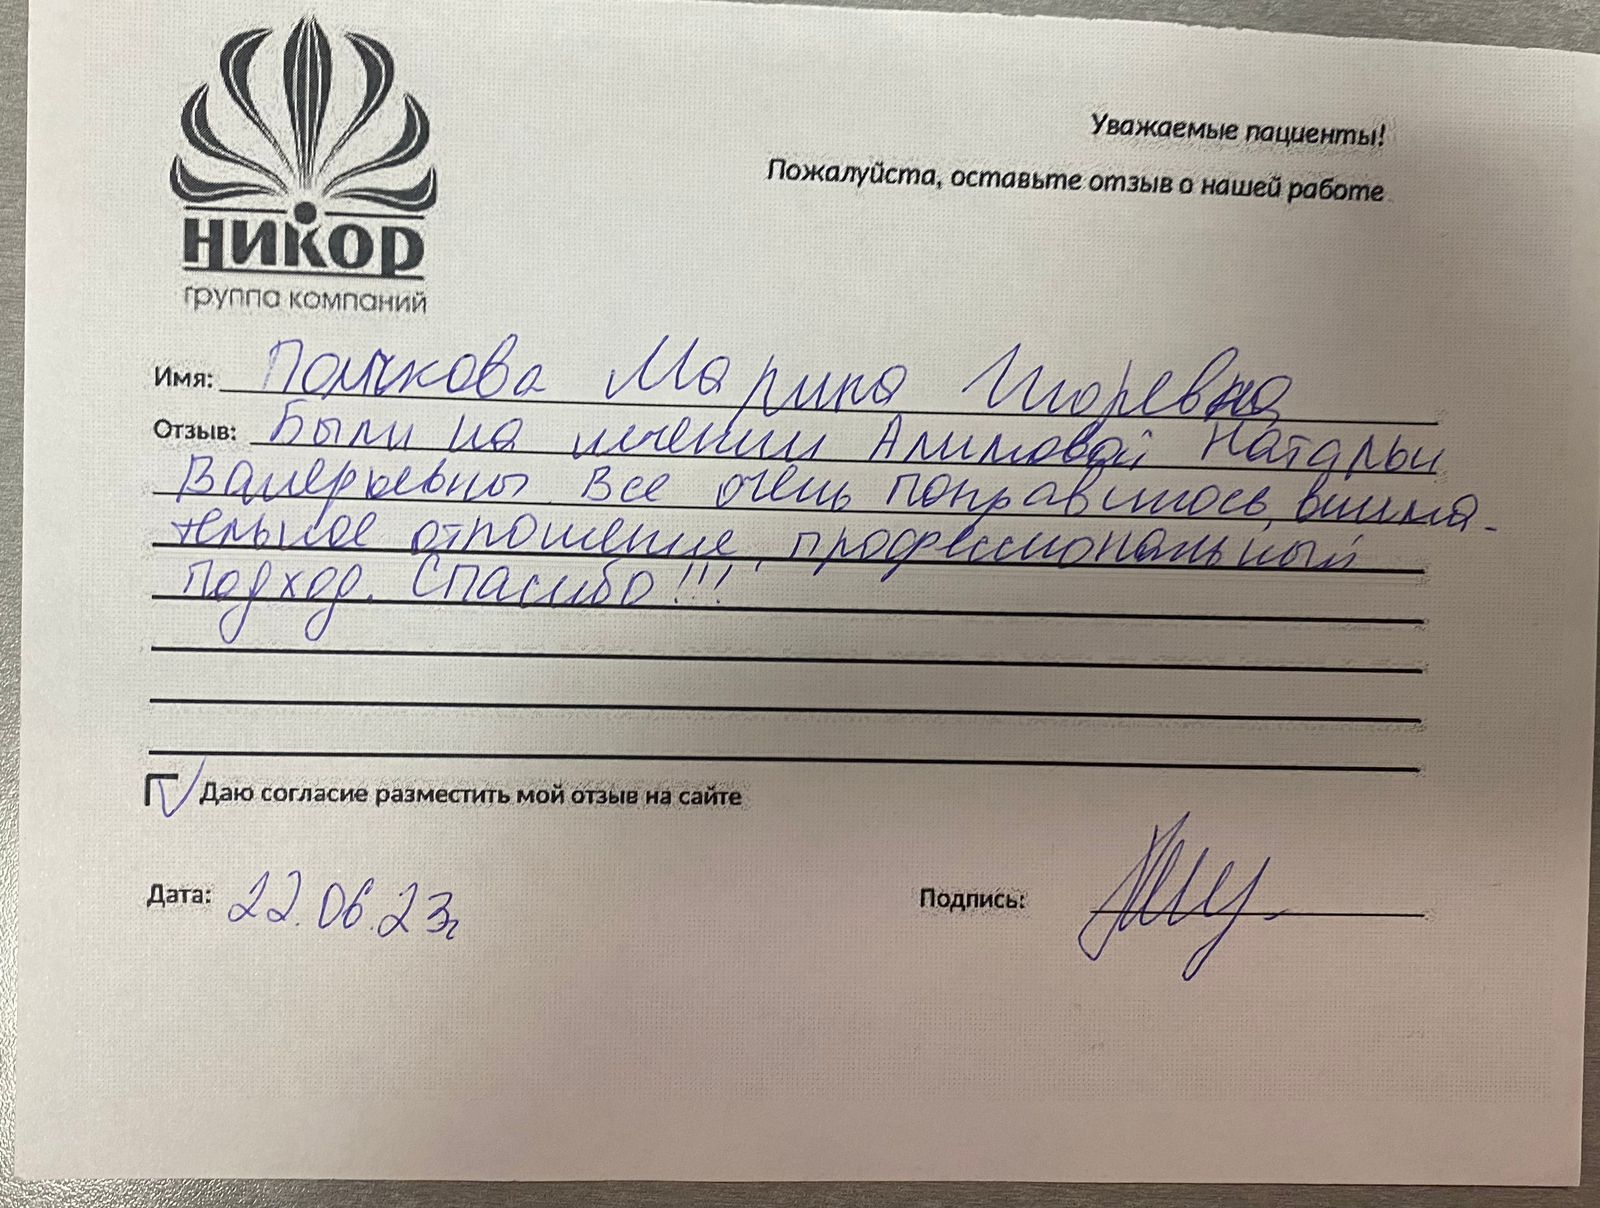 НИКОР
группа компаний
Уважаемые пациенты!
Пожалуйста, оставьте отзыв о нашей работе
Имя: Марина Игоревна
Отзыв: Были на лечении Алимовой Натальи
Валерьевны. Все очень понравилось, внима-
тельное отношение, профессиональный
подход. Спасибо!!!
Даю согласие разместить мой отзыв на сайте
Дата: 22.06.23г
Подпись: